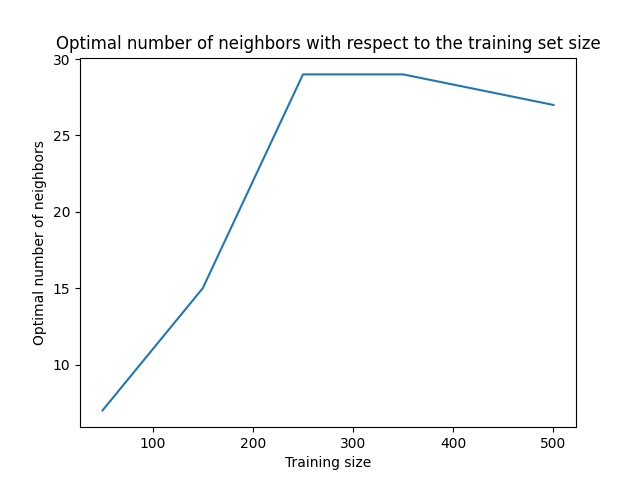 Optimal number of neighbors with respect to the training set size
30
25
20
15
10
Optimal number of neighbors
100 200 300 400 500
Training size